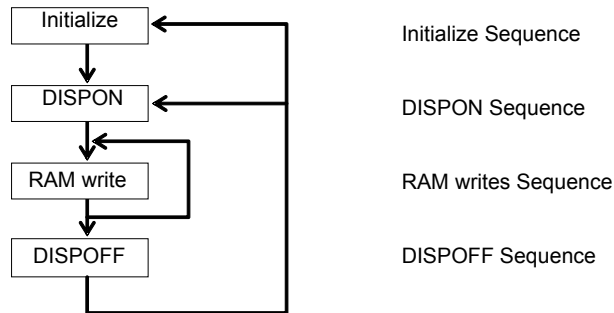 Initialize
Initialize Sequence
DISPON
DISPON Sequence
RAM write
RAM writes Sequence
DISPOFF
DISPOFF Sequence